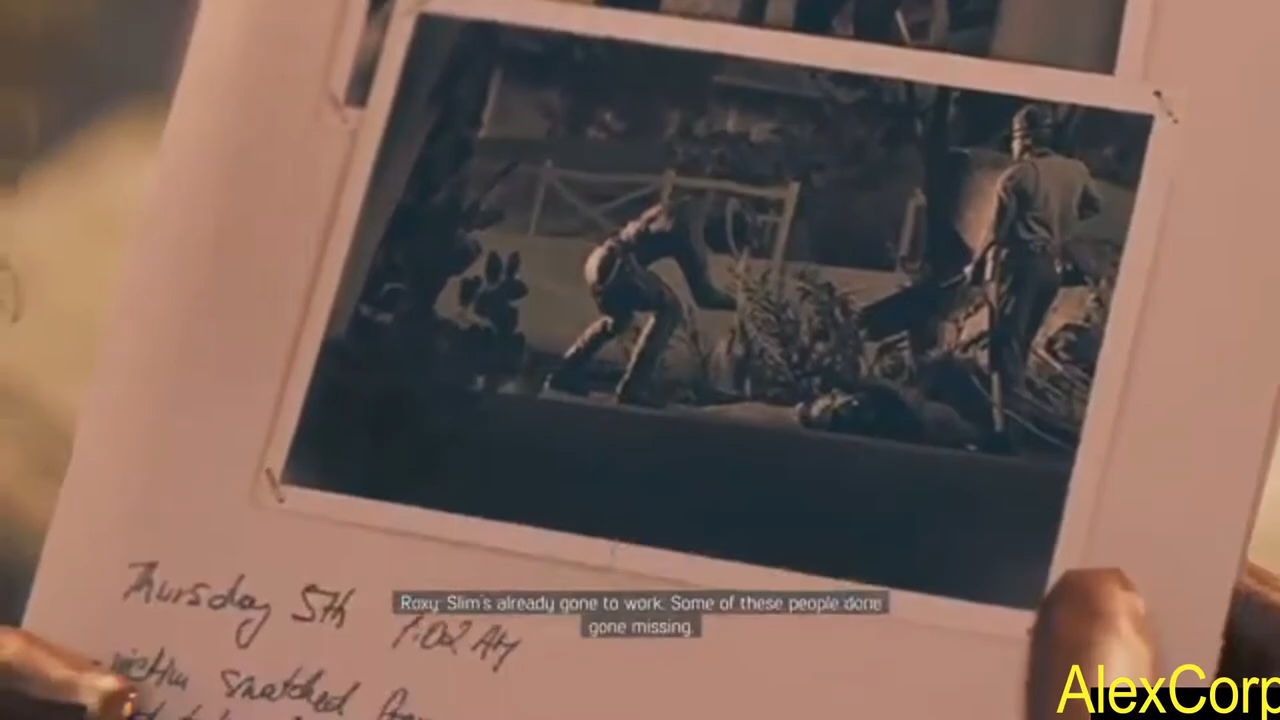 Thursday 5th 1:02 AM
Roxy: Slim's already gone to work. Some of these people done
gone missing.
victim snatched
AlexCorp